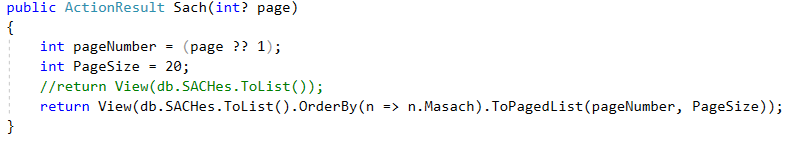 public ActionResult Sach(int? page)
{
    int pageNumber = (page ?? 1);
    int PageSize = 20;
    //return View(db.SACHes.ToList());
    return View(db.SACHes.ToList().OrderBy(n => n.Masach).ToPagedList(pageNumber, PageSize));
}